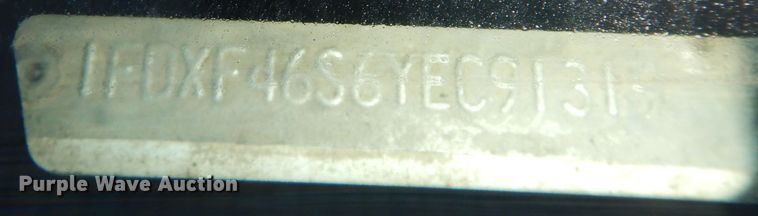 1FDXF46S6YEC9131
Purple Wave Auction